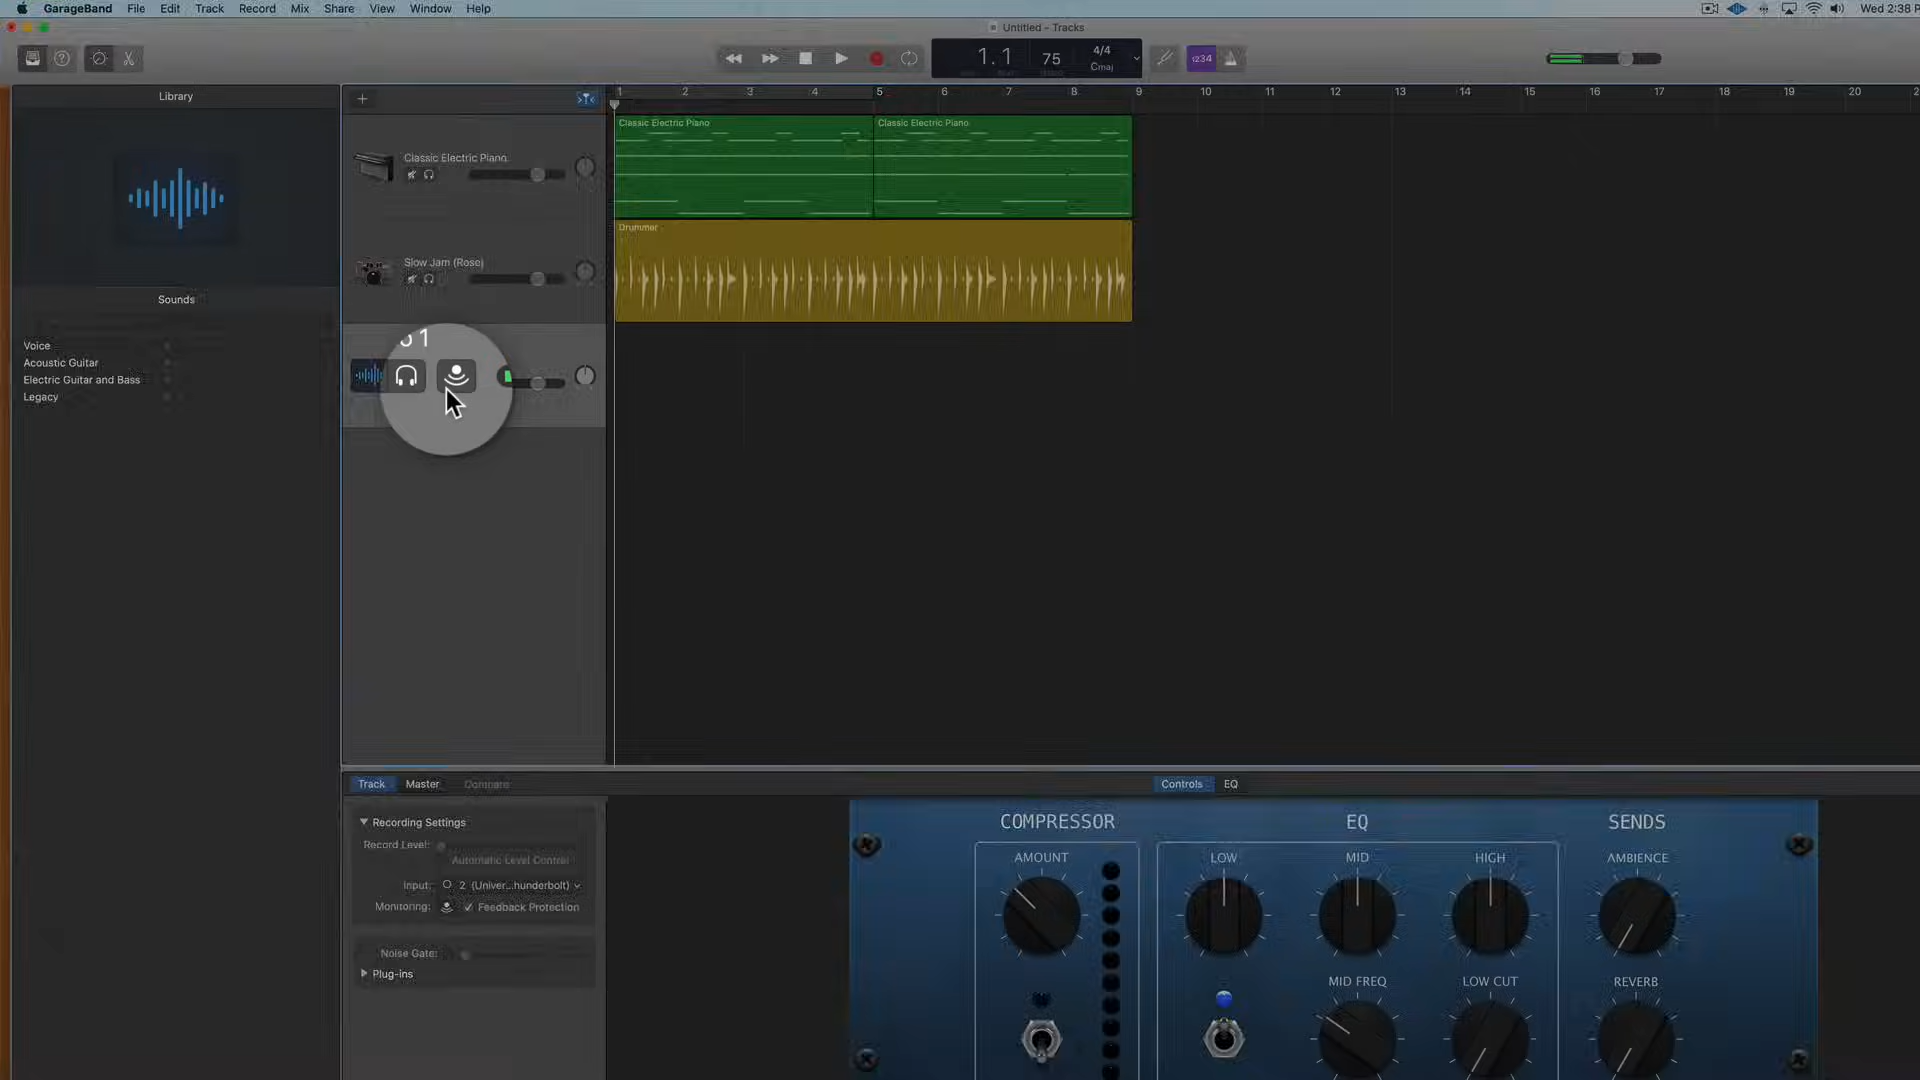 GarageBand File Edit Track Record Mix Share View Window Help
Wed 2:38 P
Untitled - Tracks
1.1 75 4/4
Cmaj
1234
Library
1 2 3 4 5 6 7 8 9 10 11 12 13 14 15 16 17 18 19 20 2
Classic Electric Piano Classic Electric Piano
Classic Electric Piano
Drummer
Slow Jam (Rose)
Sounds
1
Voice
Acoustic Guitar
Electric Guitar and Bass
Legacy
Track Master Compare
Controls EQ
Recording Settings
Record Level:
Automatic Level Control
Input: 2 (Univer...hunderbolt)
Monitoring: Feedback Protection
Noise Gate:
Plug-ins
COMPRESSOR EQ SENDS
AMOUNT LOW MID HIGH AMBIENCE
MID FREQ LOW CUT REVERB